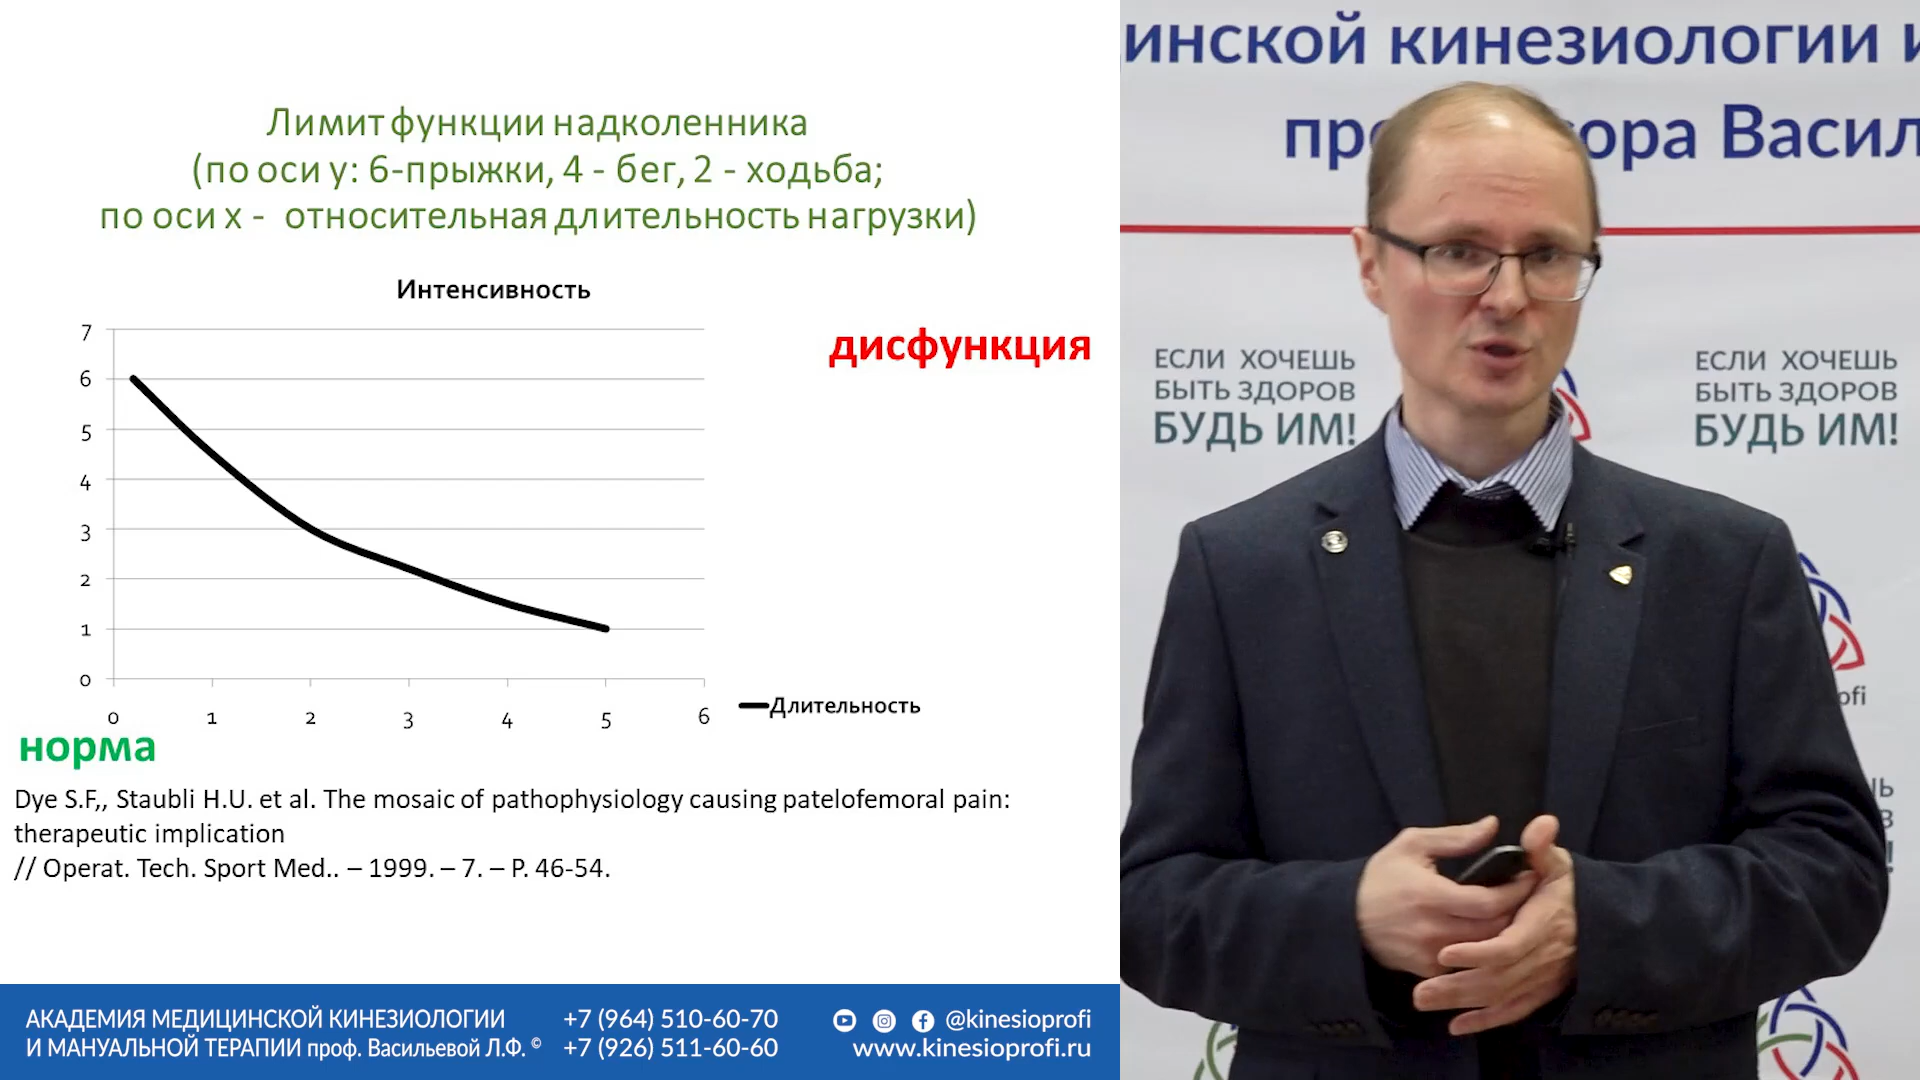 Лимит функции надколенника
(по оси у: 6-прыжки, 4 - бег, 2 - ходьба;
по оси х - относительная длительность нагрузки)
Интенсивность
дисфункция
7
6
5
4
3
2
1
0
0 1 2 3 4 5 6
Длительность
норма
Dye S.F,, Staubli H.U. et al. The mosaic of pathophysiology causing patelofemoral pain:
therapeutic implication
// Operat. Tech. Sport Med.. – 1999. – 7. – P. 46-54.
АКАДЕМИЯ МЕДИЦИНСКОЙ КИНЕЗИОЛОГИИ
И МАНУАЛЬНОЙ ТЕРАПИИ проф. Васильевой Л.Ф. ©
+7 (964) 510-60-70
+7 (926) 511-60-60
@kinesioprofi
www.kinesioprofi.ru
кинезиологии
ЕСЛИ ХОЧЕШЬ
БЫТЬ ЗДОРОВ
БУДЬ ИМ!
ЕСЛИ ХОЧЕШЬ
БЫТЬ ЗДОРОВ
БУДЬ ИМ!